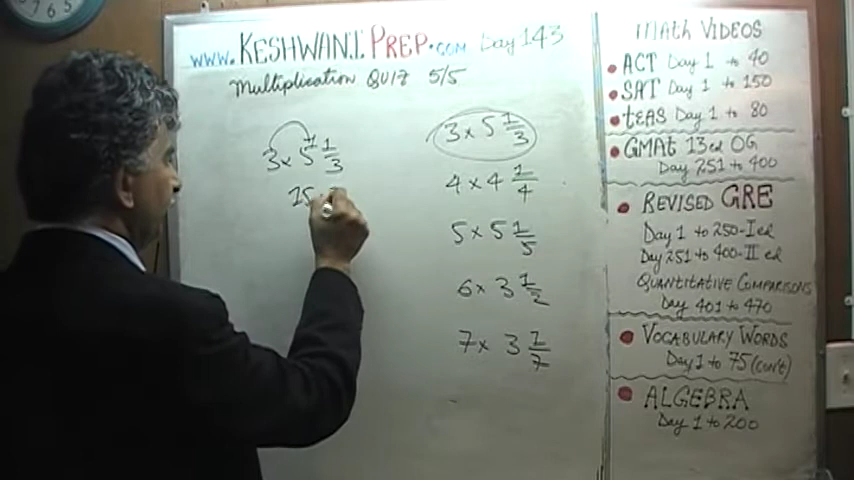 www.KESHWANIPREP.com Day 143
Multiplication QUIZ 5/5
3 x 5 + 1/3
15
3 x 5 1/3
4 x 4 1/4
5 x 5 1/5
6 x 3 1/2
7 x 3 1/7
Math VIDEOS
ACT Day 1 to 40
SAT Day 1 to 150
tEAS Day 1 to 80
GMAt 13ed OG
Day 251 to 400
REVISED GRE
Day 1 to 250-I ed
Day 251 to 400-II ed
QUANTITATIVE COMPARISONS
Day 401 to 470
VOCABULARY WORDS
Day 1 to 75 (con't)
ALGEBRA
Day 1 to 200